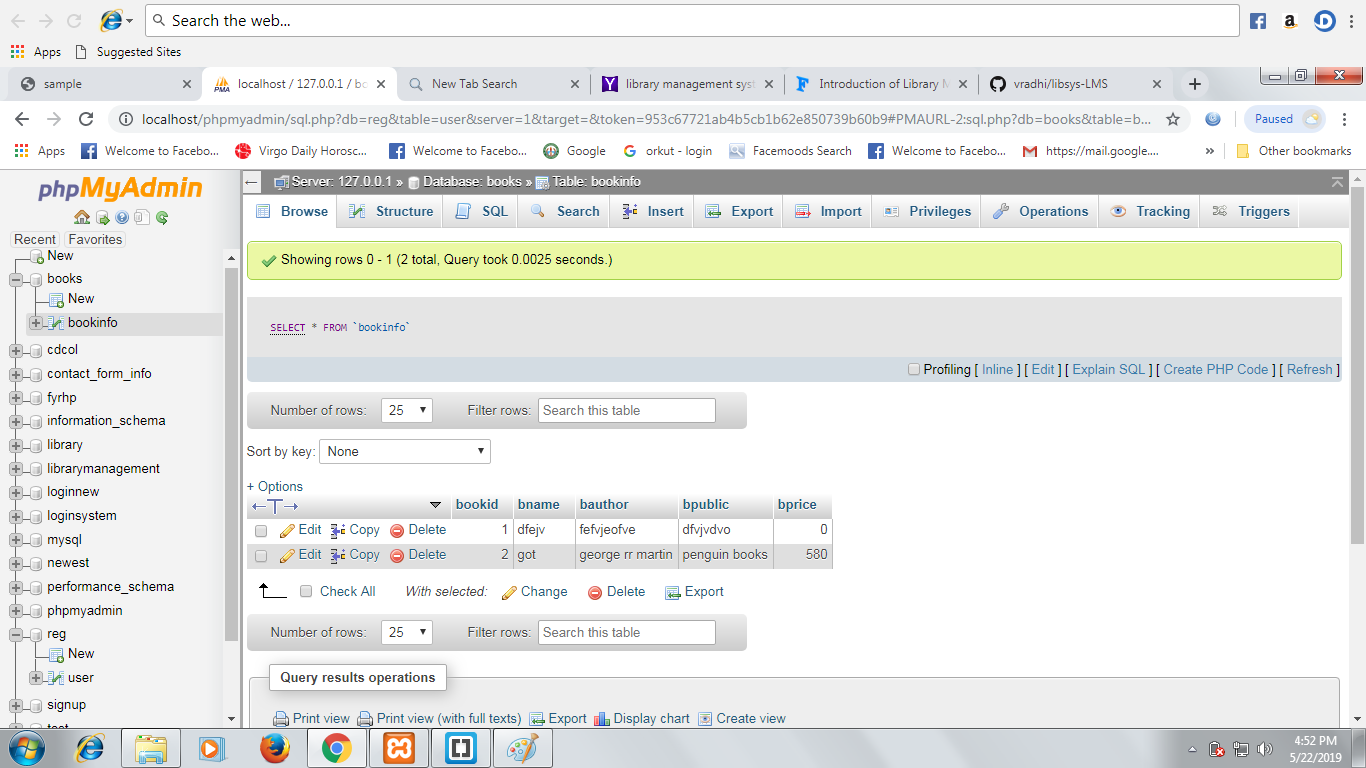 Search the web...
Apps Suggested Sites
sample localhost / 127.0.0.1 / bo New Tab Search library management syst Introduction of Library M vradhi/libsys-LMS
localhost/phpmyadmin/sql.php?db=reg&table=user&server=1&target=&token=953c67721ab4b5cb1b62e850739b60b9#PMAURL-2:sql.php?db=books&table=b... Paused
Apps Welcome to Facebo... Virgo Daily Horosc... Welcome to Facebo... Google orkut - login Facemoods Search Welcome to Facebo... https://mail.google.... » Other bookmarks
phpMyAdmin
Recent Favorites
New
books
New
bookinfo
cdcol
contact_form_info
fyrhp
information_schema
library
librarymanagement
loginnew
loginsystem
mysql
newest
performance_schema
phpmyadmin
reg
New
user
signup
test
Server: 127.0.0.1 » Database: books » Table: bookinfo
Browse Structure SQL Search Insert Export Import Privileges Operations Tracking Triggers
Showing rows 0 - 1 (2 total, Query took 0.0025 seconds.)
SELECT * FROM `bookinfo`
Profiling [ Inline ] [ Edit ] [ Explain SQL ] [ Create PHP Code ] [ Refresh ]
Number of rows: 25 Filter rows: Search this table
Sort by key: None
+ Options
bookid bname bauthor bpublic bprice
Edit Copy Delete 1 dfejv fefvjeofve dfvjvdvo 0
Edit Copy Delete 2 got george rr martin penguin books 580
Check All With selected: Change Delete Export
Number of rows: 25 Filter rows: Search this table
Query results operations
Print view Print view (with full texts) Export Display chart Create view
4:52 PM
5/22/2019